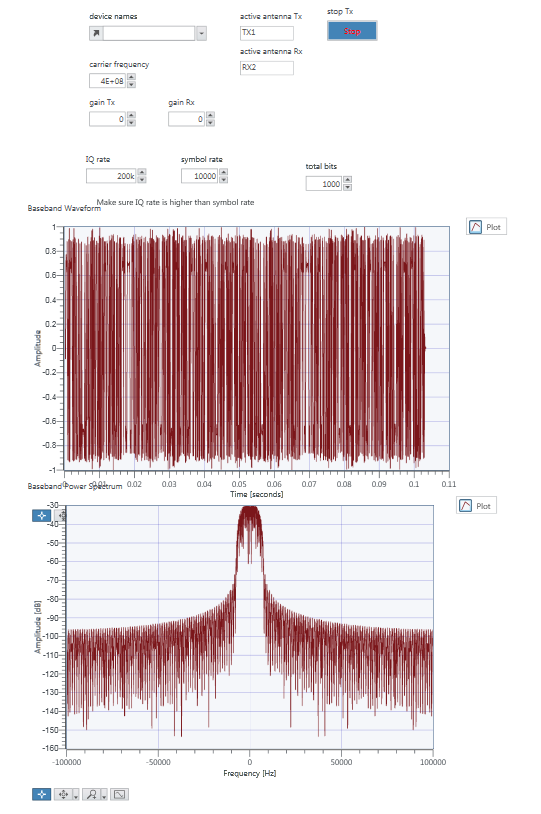 device names
active antenna Tx
stop Tx
TX1
Stop
active antenna Rx
carrier frequency
RX2
4E+08
gain Tx
gain Rx
0
0
IQ rate
symbol rate
total bits
200k
10000
1000
Make sure IQ rate is higher than symbol rate
Baseband Waveform
Plot
1
0.8
0.6
0.4
0.2
0
-0.2
-0.4
-0.6
-0.8
-1
Amplitude
0
0.01
0.02
0.03
0.04
0.05
0.06
0.07
0.08
0.09
0.1
0.11
Time [seconds]
Baseband Power Spectrum
Plot
-30
-40
-50
-60
-70
-80
-90
-100
-110
-120
-130
-140
-150
-160
Amplitude [dB]
-100000
-50000
0
50000
100000
Frequency [Hz]